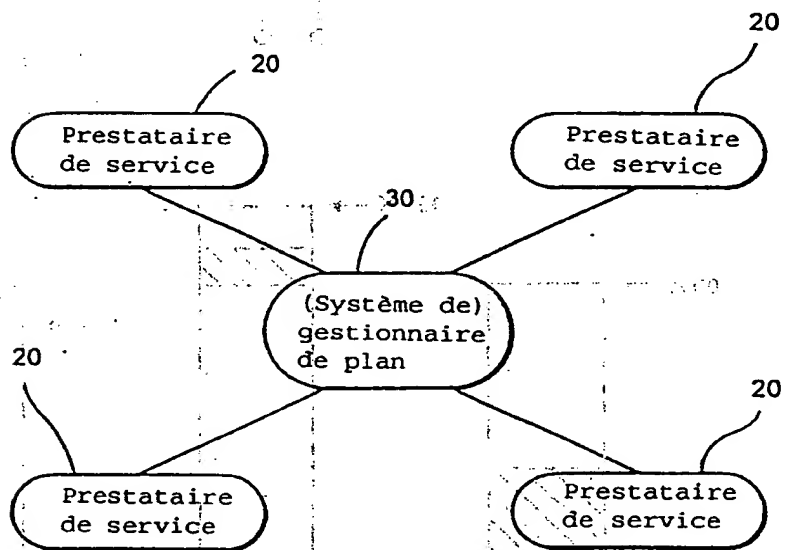 20
20
Prestataire
de service
Prestataire
de service
30
(Système de)
gestionnaire
de plan
20
20
Prestataire
de service
Prestataire
de service